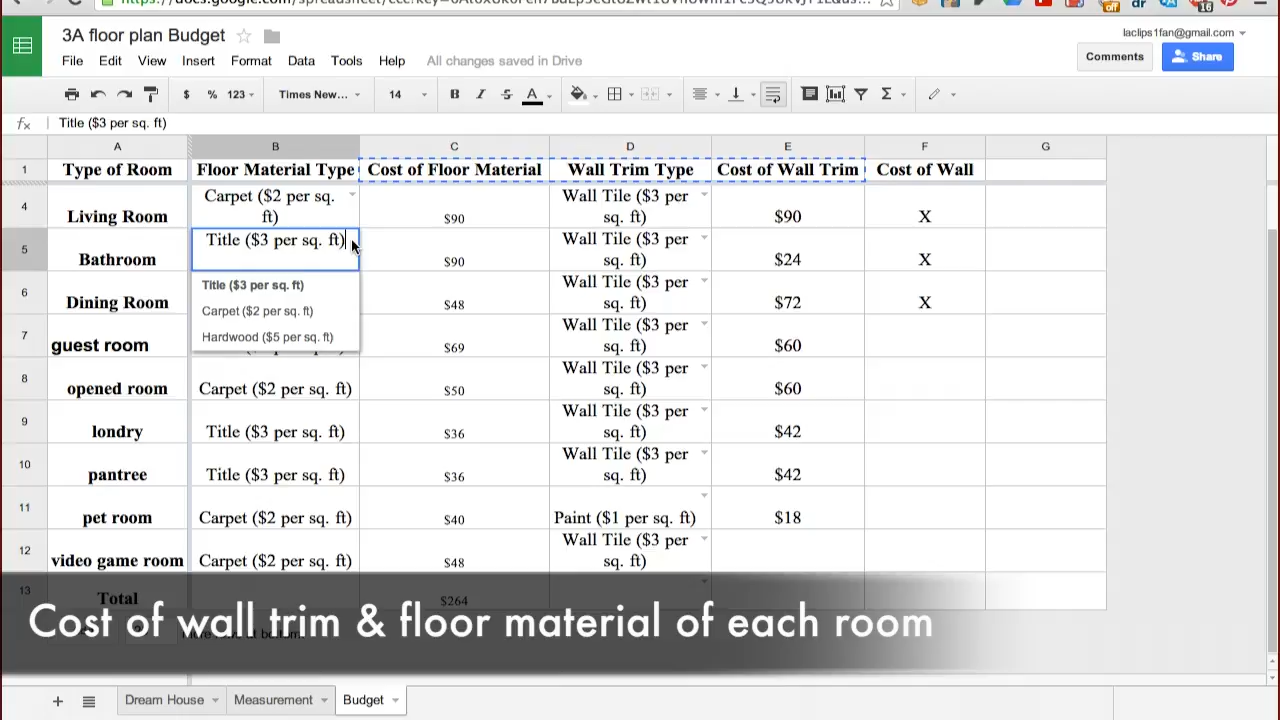 3A floor plan Budget
laclips1fan@gmail.com
File Edit View Insert Format Data Tools Help All changes saved in Drive
Comments Share
$ % 123 Times New... 14 B I S A Σ
fx Title ($3 per sq. ft)
A B C D E F G
1 Type of Room Floor Material Type Cost of Floor Material Wall Trim Type Cost of Wall Trim Cost of Wall
4 Living Room Carpet ($2 per sq. ft) $90 Wall Tile ($3 per sq. ft) $90 X
5 Bathroom Title ($3 per sq. ft) $90 Wall Tile ($3 per sq. ft) $24 X
Title ($3 per sq. ft)
Carpet ($2 per sq. ft)
Hardwood ($5 per sq. ft)
6 Dining Room $48 Wall Tile ($3 per sq. ft) $72 X
7 guest room $69 Wall Tile ($3 per sq. ft) $60
8 opened room Carpet ($2 per sq. ft) $50 Wall Tile ($3 per sq. ft) $60
9 londry Title ($3 per sq. ft) $36 Wall Tile ($3 per sq. ft) $42
10 pantree Title ($3 per sq. ft) $36 Wall Tile ($3 per sq. ft) $42
11 pet room Carpet ($2 per sq. ft) $40 Paint ($1 per sq. ft) $18
12 video game room Carpet ($2 per sq. ft) $48 Wall Tile ($3 per sq. ft)
13 Total $264
Cost of wall trim & floor material of each room
Dream House Measurement Budget